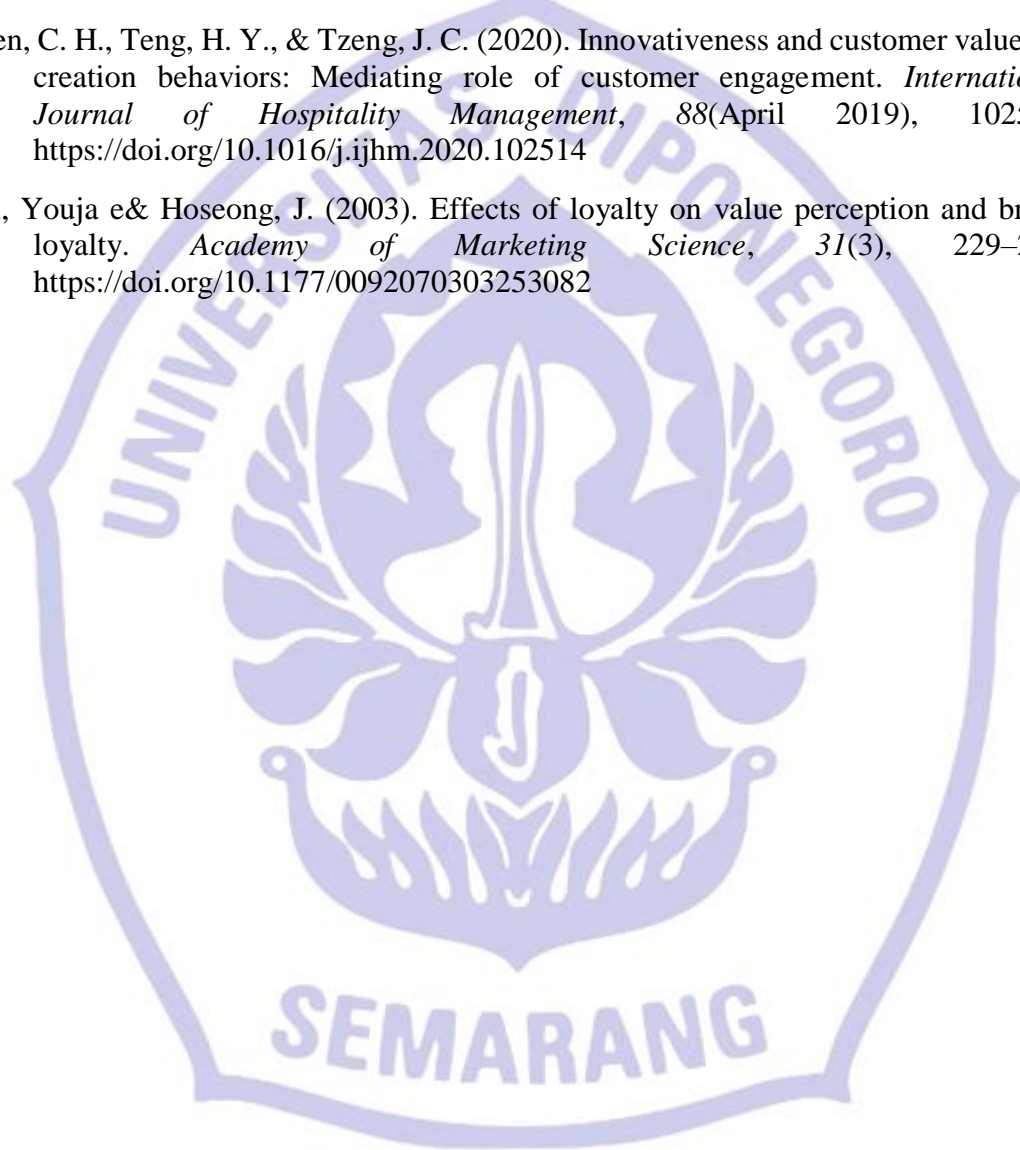 en, C. H., Teng, H. Y., & Tzeng, J. C. (2020). Innovativeness and customer value
creation behaviors: Mediating role of customer engagement. Internatio
Journal of Hospitality Management, 88(April 2019), 102
https://doi.org/10.1016/j.ijhm.2020.102514
, Youja e& Hoseong, J. (2003). Effects of loyalty on value perception and br
loyalty. Academy of Marketing Science, 31(3), 229–
https://doi.org/10.1177/0092070303253082
UNIVERSITAS DIPONEGORO
SEMARANG